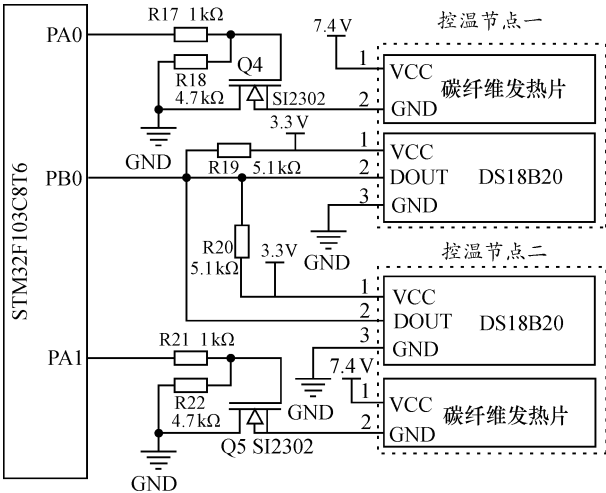 STM32F103C8T6
PA0
R17 1kΩ
R18
4.7kΩ
Q4
SI2302
GND
7.4V
控温节点一
1
VCC
碳纤维发热片
2
GND
3.3V
R19
5.1kΩ
PB0
1
VCC
2
DOUT
DS18B20
3
GND
GND
R20
5.1kΩ
3.3V
控温节点二
1
VCC
2
DOUT
DS18B20
3
GND
GND
PA1
R21 1kΩ
R22
4.7kΩ
Q5 SI2302
GND
7.4V
1
VCC
碳纤维发热片
2
GND